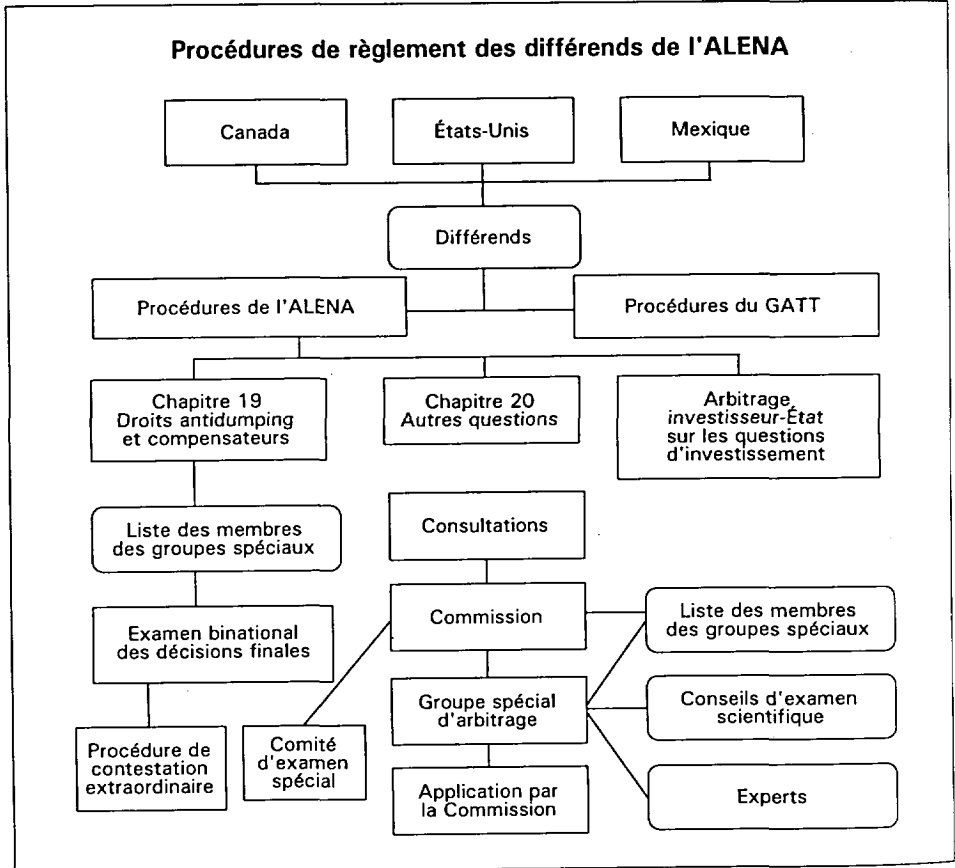 Procédures de règlement des différends de l'ALENA
Canada
États-Unis
Mexique
Différends
Procédures de l'ALENA
Procédures du GATT
Chapitre 19
Droits antidumping
et compensateurs
Chapitre 20
Autres questions
Arbitrage
investisseur-État
sur les questions
d'investissement
Liste des membres
des groupes spéciaux
Consultations
Examen binational
des décisions finales
Commission
Liste des membres
des groupes spéciaux
Groupe spécial
d'arbitrage
Conseils d'examen
scientifique
Procédure de
contestation
extraordinaire
Comité
d'examen
spécial
Application par
la Commission
Experts